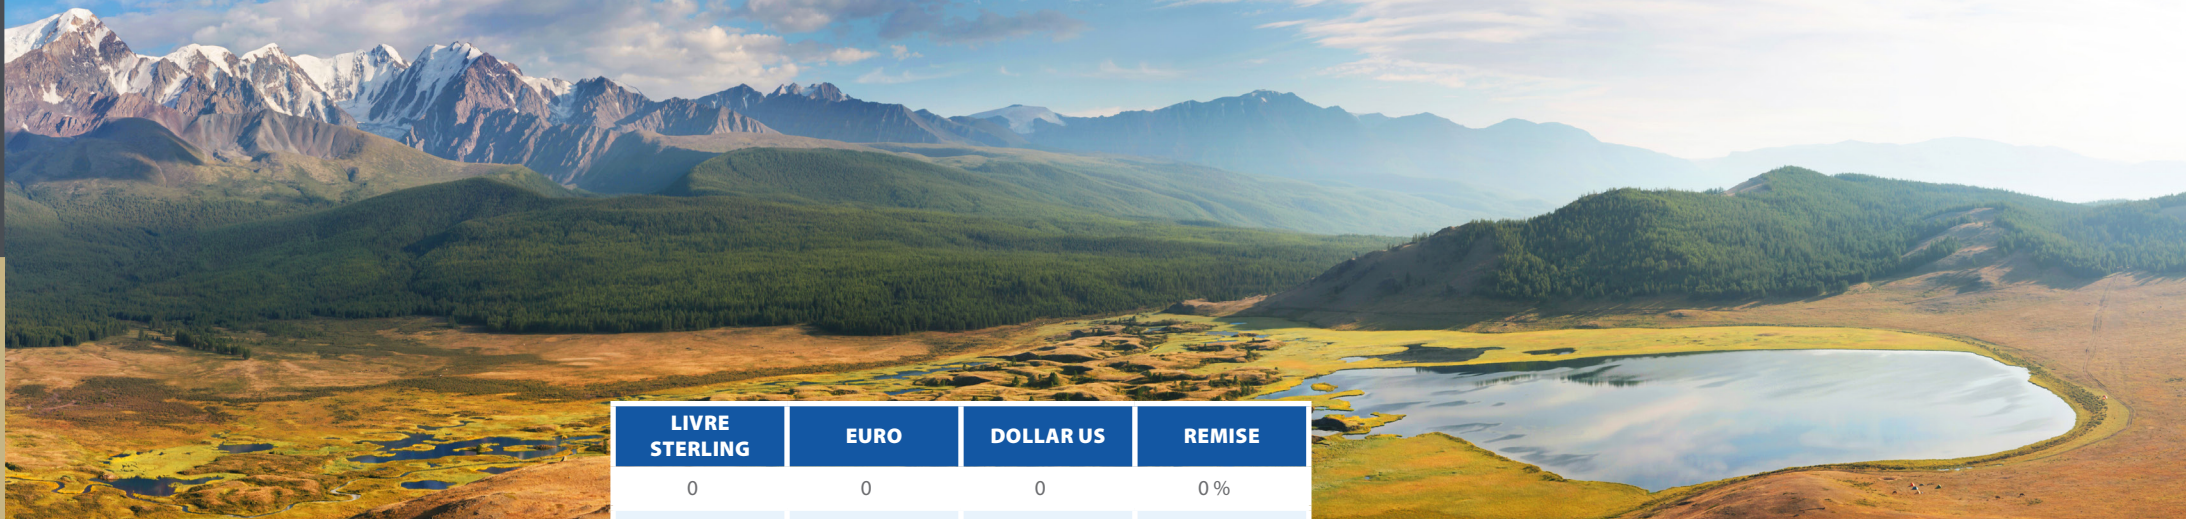 LIVRE
STERLING
EURO
DOLLAR US
REMISE
0
0
0
0 %